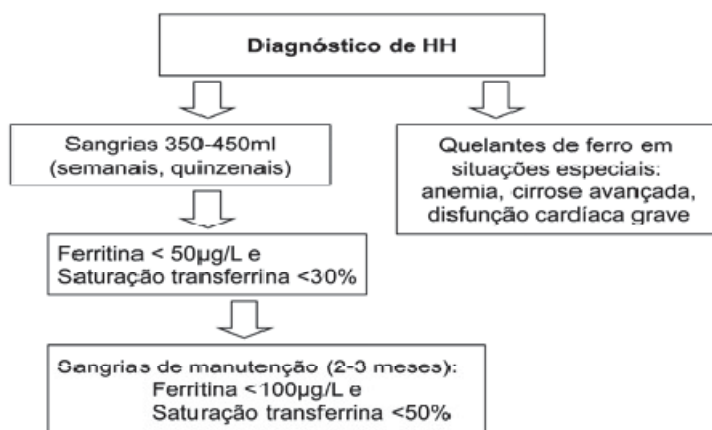 Diagnóstico de HH
Sangrias 350-450ml
(semanais, quinzenais)
Quelantes de ferro em
situações especiais:
anemia, cirrose avançada,
disfunção cardíaca grave
Ferritina < 50µg/L e
Saturação transferrina <30%
Sangrias de manutenção (2-3 meses):
Ferritina <100µg/L e
Saturação transferrina <50%